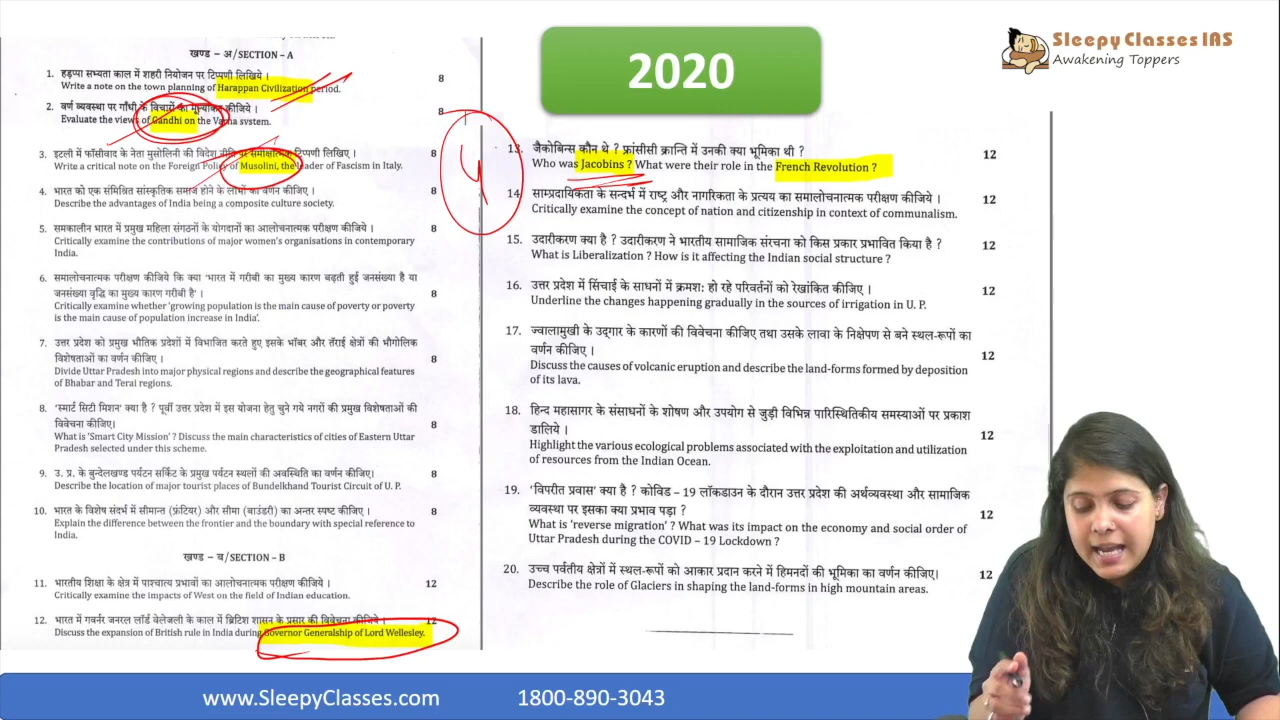 2020
Sleepy Classes IAS
Awakening Toppers
खण्ड – अ/SECTION – A
1. हड़प्पा सभ्यता काल में शहरी नियोजन पर टिप्पणी लिखिये ।
Write a note on the town planning of Harappan Civilization period. 8
2. वर्ण व्यवस्था पर गाँधी के विचारों का मूल्यांकन कीजिये ।
Evaluate the views of Gandhi on the Varna system. 8
3. इटली में फाँसीवाद के नेता मुसोलिनी की विदेश नीति पर समीक्षात्मक टिप्पणी लिखिए ।
Write a critical note on the Foreign Policy of Musolini, the leader of Fascism in Italy. 8
4. भारत को एक संमिश्रित सांस्कृतिक समाज होने के लाभों का वर्णन कीजिए ।
Describe the advantages of India being a composite culture society. 8
5. समकालीन भारत में प्रमुख महिला संगठनों के योगदानों का आलोचनात्मक परीक्षण कीजिये ।
Critically examine the contributions of major women's organisations in contemporary 8
India.
6. समालोचनात्मक परीक्षण कीजिये कि क्या 'भारत में गरीबी का मुख्य कारण बढ़ती हुई जनसंख्या है या
जनसंख्या वृद्धि का मुख्य कारण गरीबी है' ।
Critically examine whether 'growing population is the main cause of poverty or poverty 8
is the main cause of population increase in India'.
7. उत्तर प्रदेश को प्रमुख भौतिक प्रदेशों में विभाजित करते हुए इसके भाँबर और तँराई क्षेत्रों की भौगोलिक
विशेषताओं का वर्णन कीजिए ।
Divide Uttar Pradesh into major physical regions and describe the geographical features 8
of Bhabar and Terai regions.
8. 'स्मार्ट सिटी मिशन' क्या है ? पूर्वी उत्तर प्रदेश में इस योजना हेतु चुने गये नगरों की प्रमुख विशेषताओं की
विवेचना कीजिए।
What is 'Smart City Mission' ? Discuss the main characteristics of cities of Eastern Uttar 8
Pradesh selected under this scheme.
9. उ. प्र. के बुन्देलखण्ड पर्यटन सर्किट के प्रमुख पर्यटन स्थलों की अवस्थिति का वर्णन कीजिए।
Describe the location of major tourist places of Bundelkhand Tourist Circuit of U. P. 8
10. भारत के विशेष संदर्भ में सीमान्त (फ्रंटियर) और सीमा (बाउंडरी) का अन्तर स्पष्ट कीजिए ।
Explain the difference between the frontier and the boundary with special reference to 8
India.
खण्ड – ब/SECTION – B
11. भारतीय शिक्षा के क्षेत्र में पाश्चात्य प्रभावों का आलोचनात्मक परीक्षण कीजिये ।
Critically examine the impacts of West on the field of Indian education. 12
12. भारत में गवर्नर जनरल लॉर्ड वेलेजली के काल में ब्रिटिश शासन के प्रसार की विवेचना कीजिये ।
Discuss the expansion of British rule in India during Governor Generalship of Lord Wellesley. 12
4
13. जैकोबिन्स कौन थे ? फ्रांसीसी क्रान्ति में उनकी क्या भूमिका थी ?
Who was Jacobins ? What were their role in the French Revolution ? 12
14. साम्प्रदायिकता के सन्दर्भ में राष्ट्र और नागरिकता के प्रत्यय का समालोचनात्मक परीक्षण कीजिये ।
Critically examine the concept of nation and citizenship in context of communalism. 12
15. उदारीकरण क्या है ? उदारीकरण ने भारतीय सामाजिक संरचना को किस प्रकार प्रभावित किया है ?
What is Liberalization ? How is it affecting the Indian social structure ? 12
16. उत्तर प्रदेश में सिंचाई के साधनों में क्रमशः हो रहे परिवर्तनों को रेखांकित कीजिए ।
Underline the changes happening gradually in the sources of irrigation in U. P. 12
17. ज्वालामुखी के उद्गार के कारणों की विवेचना कीजिए तथा उसके लावा के निक्षेपण से बने स्थल-रूपों का
वर्णन कीजिए ।
Discuss the causes of volcanic eruption and describe the land-forms formed by deposition 12
of its lava.
18. हिन्द महासागर के संसाधनों के शोषण और उपयोग से जुड़ी विभिन्न पारिस्थितिकीय समस्याओं पर प्रकाश
डालिये ।
Highlight the various ecological problems associated with the exploitation and utilization 12
of resources from the Indian Ocean.
19. 'विपरीत प्रवास' क्या है ? कोविड – 19 लॉकडाउन के दौरान उत्तर प्रदेश की अर्थव्यवस्था और सामाजिक
व्यवस्था पर इसका क्या प्रभाव पड़ा ?
What is 'reverse migration' ? What was its impact on the economy and social order of 12
Uttar Pradesh during the COVID – 19 Lockdown ?
20. उच्च पर्वतीय क्षेत्रों में स्थल-रूपों को आकार प्रदान करने में हिमनदों की भूमिका का वर्णन कीजिए।
Describe the role of Glaciers in shaping the land-forms in high mountain areas. 12
www.SleepyClasses.com 1800-890-3043